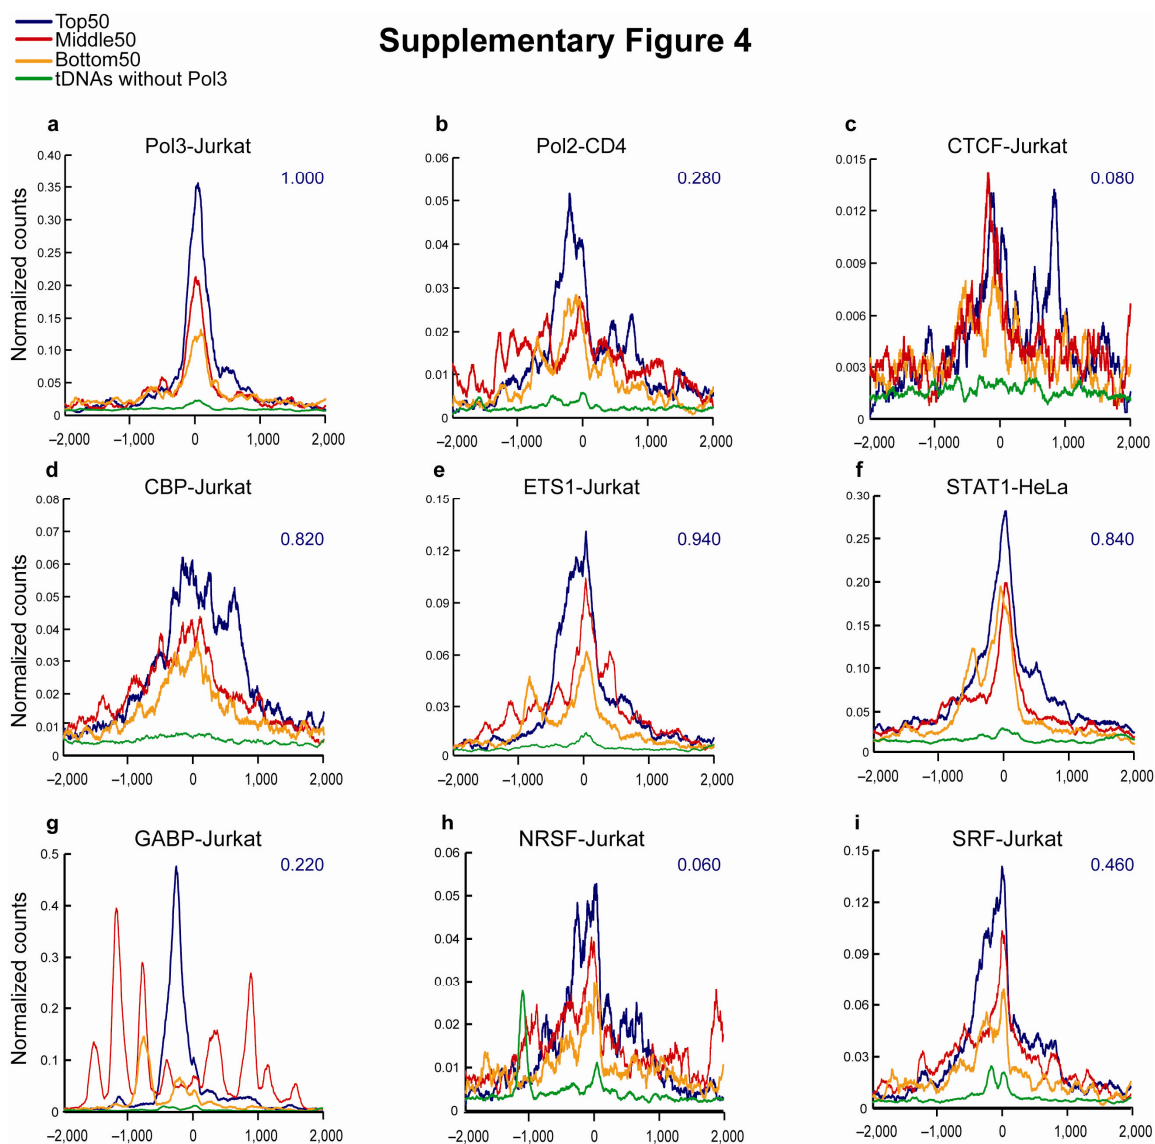 Top50
Middle50
Bottom50
tDNAs without Pol3
Supplementary Figure 4
a
Pol3-Jurkat
1.000
Normalized counts
0.40
0.35
0.30
0.25
0.20
0.15
0.10
0.05
0
−2,000 −1,000 0 1,000 2,000
b
Pol2-CD4
0.280
0.06
0.05
0.04
0.03
0.02
0.01
0
−2,000 −1,000 0 1,000 2,000
c
CTCF-Jurkat
0.080
0.015
0.012
0.009
0.006
0.003
0
−2,000 −1,000 0 1,000 2,000
d
CBP-Jurkat
0.820
Normalized counts
0.08
0.07
0.06
0.05
0.04
0.03
0.02
0.01
0
−2,000 −1,000 0 1,000 2,000
e
ETS1-Jurkat
0.940
0.15
0.12
0.09
0.06
0.03
0
−2,000 −1,000 0 1,000 2,000
f
STAT1-HeLa
0.840
0.30
0.25
0.20
0.15
0.10
0.05
0
−2,000 −1,000 0 1,000 2,000
g
GABP-Jurkat
0.220
Normalized counts
0.5
0.4
0.3
0.2
0.1
0
−2,000 −1,000 0 1,000 2,000
h
NRSF-Jurkat
0.060
0.06
0.05
0.04
0.03
0.02
0.01
0
−2,000 −1,000 0 1,000 2,000
i
SRF-Jurkat
0.460
0.15
0.12
0.09
0.06
0.03
0
−2,000 −1,000 0 1,000 2,000